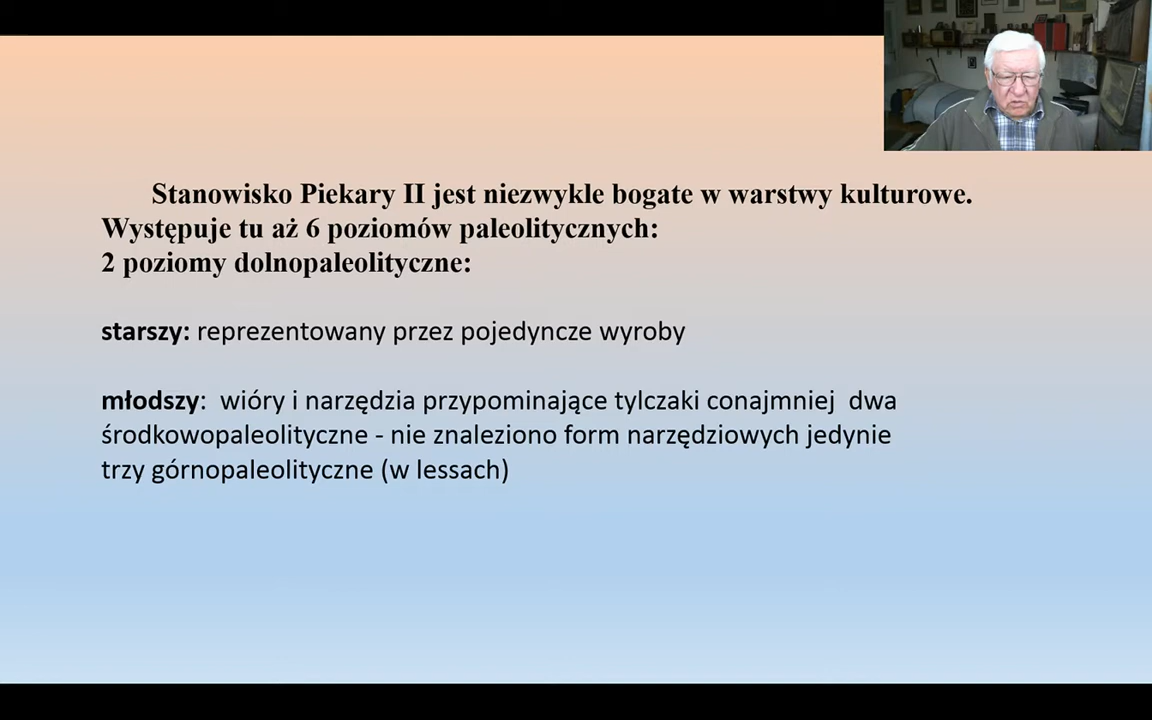 Stanowisko Piekary II jest niezwykle bogate w warstwy kulturowe.
Występuje tu aż 6 poziomów paleolitycznych:
2 poziomy dolnopaleolityczne:
starszy: reprezentowany przez pojedyncze wyroby
młodszy:  wióry i narzędzia przypominające tylczaki conajmniej  dwa
środkowopaleolityczne - nie znaleziono form narzędziowych jedynie
trzy górnopaleolityczne (w lessach)